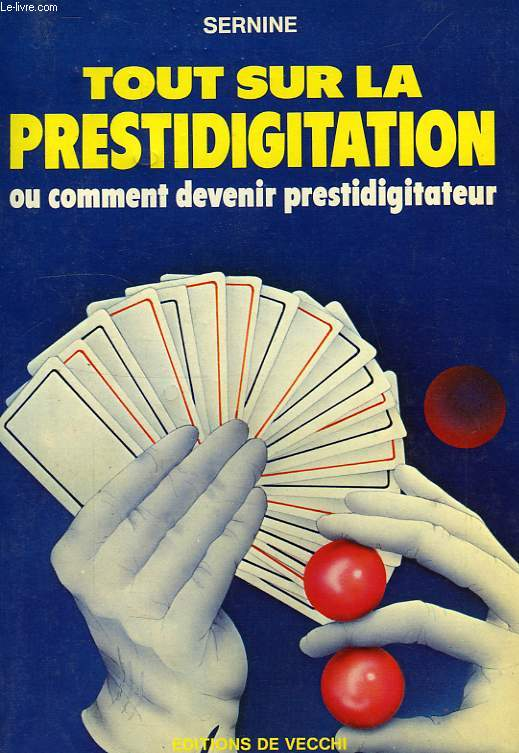 Le-livre.com
SERNINE
TOUT SUR LA
PRESTIDIGITATION
ou comment devenir prestidigitateur
EDITIONS DE VECCHI